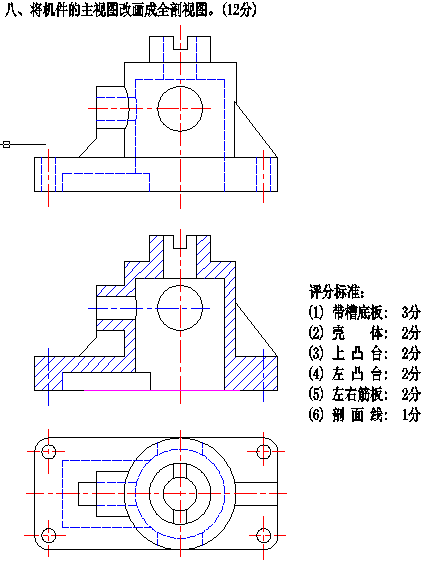 八、将机件的主视图改画成全剖视图。(12分)
评分标准:
(1) 带槽底板: 3分
(2) 壳 体: 2分
(3) 上 凸 台: 2分
(4) 左 凸 台: 2分
(5) 左右筋板: 2分
(6) 剖 面 线: 1分